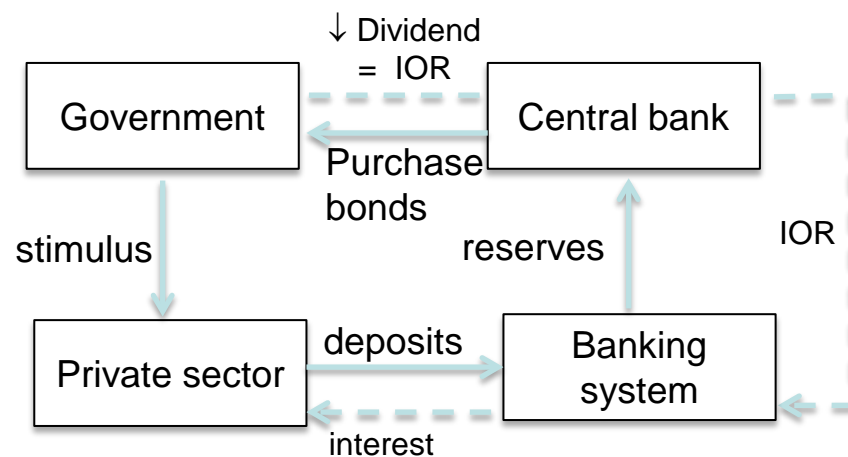 ↓ Dividend
= IOR
Government
Central bank
Purchase
bonds
stimulus
reserves
IOR
Private sector
deposits
Banking
system
interest